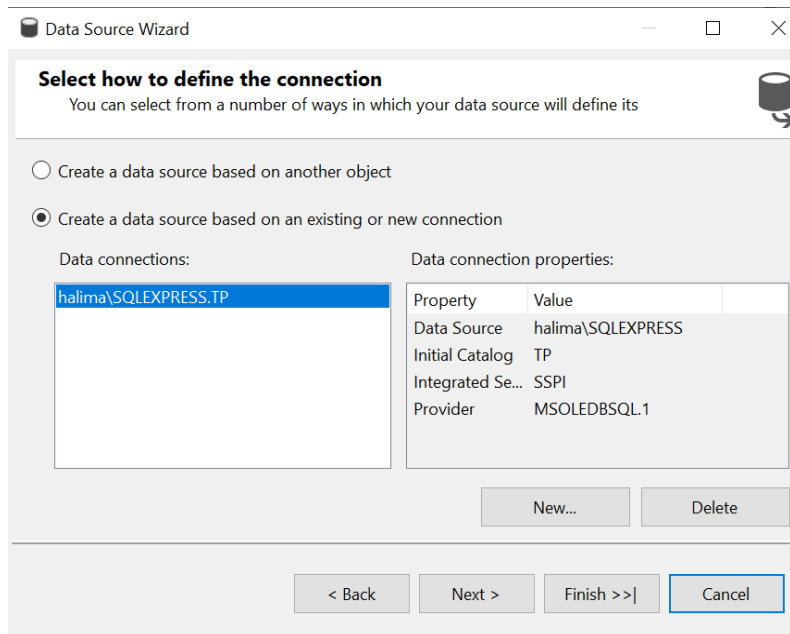 Data Source Wizard
Select how to define the connection
You can select from a number of ways in which your data source will define its
Create a data source based on another object
Create a data source based on an existing or new connection
Data connections:
Data connection properties:
halima\SQLEXPRESS.TP
Property Value
Data Source halima\SQLEXPRESS
Initial Catalog TP
Integrated Se... SSPI
Provider MSOLEDBSQL.1
New... Delete
< Back Next > Finish >>| Cancel